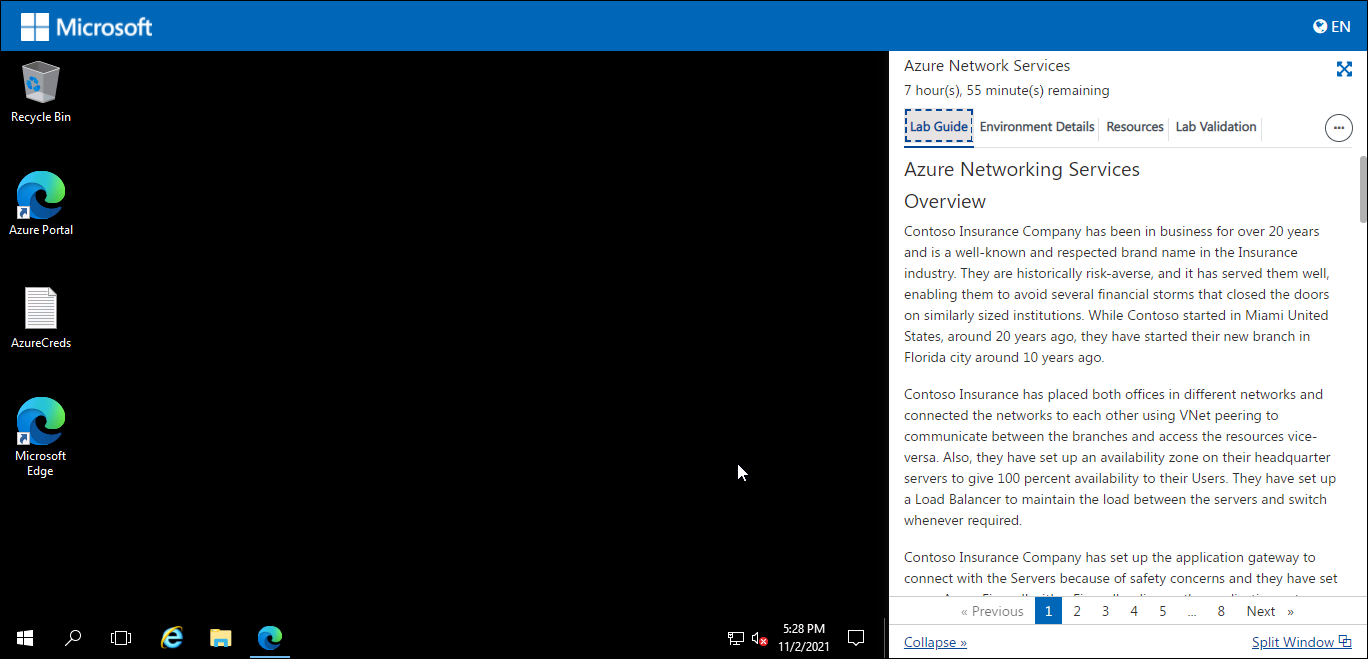 Microsoft
EN
Recycle Bin
Azure Portal
AzureCreds
Microsoft
Edge
5:28 PM
11/2/2021
Azure Network Services
7 hour(s), 55 minute(s) remaining
Lab Guide
Environment Details
Resources
Lab Validation
Azure Networking Services
Overview
Contoso Insurance Company has been in business for over 20 years
and is a well-known and respected brand name in the Insurance
industry. They are historically risk-averse, and it has served them well,
enabling them to avoid several financial storms that closed the doors
on similarly sized institutions. While Contoso started in Miami United
States, around 20 years ago, they have started their new branch in
Florida city around 10 years ago.
Contoso Insurance has placed both offices in different networks and
connected the networks to each other using VNet peering to
communicate between the branches and access the resources vice-
versa. Also, they have set up an availability zone on their headquarter
servers to give 100 percent availability to their Users. They have set up
a Load Balancer to maintain the load between the servers and switch
whenever required.
Contoso Insurance Company has set up the application gateway to
connect with the Servers because of safety concerns and they have set
« Previous 1 2 3 4 5 ... 8 Next »
Collapse »
Split Window